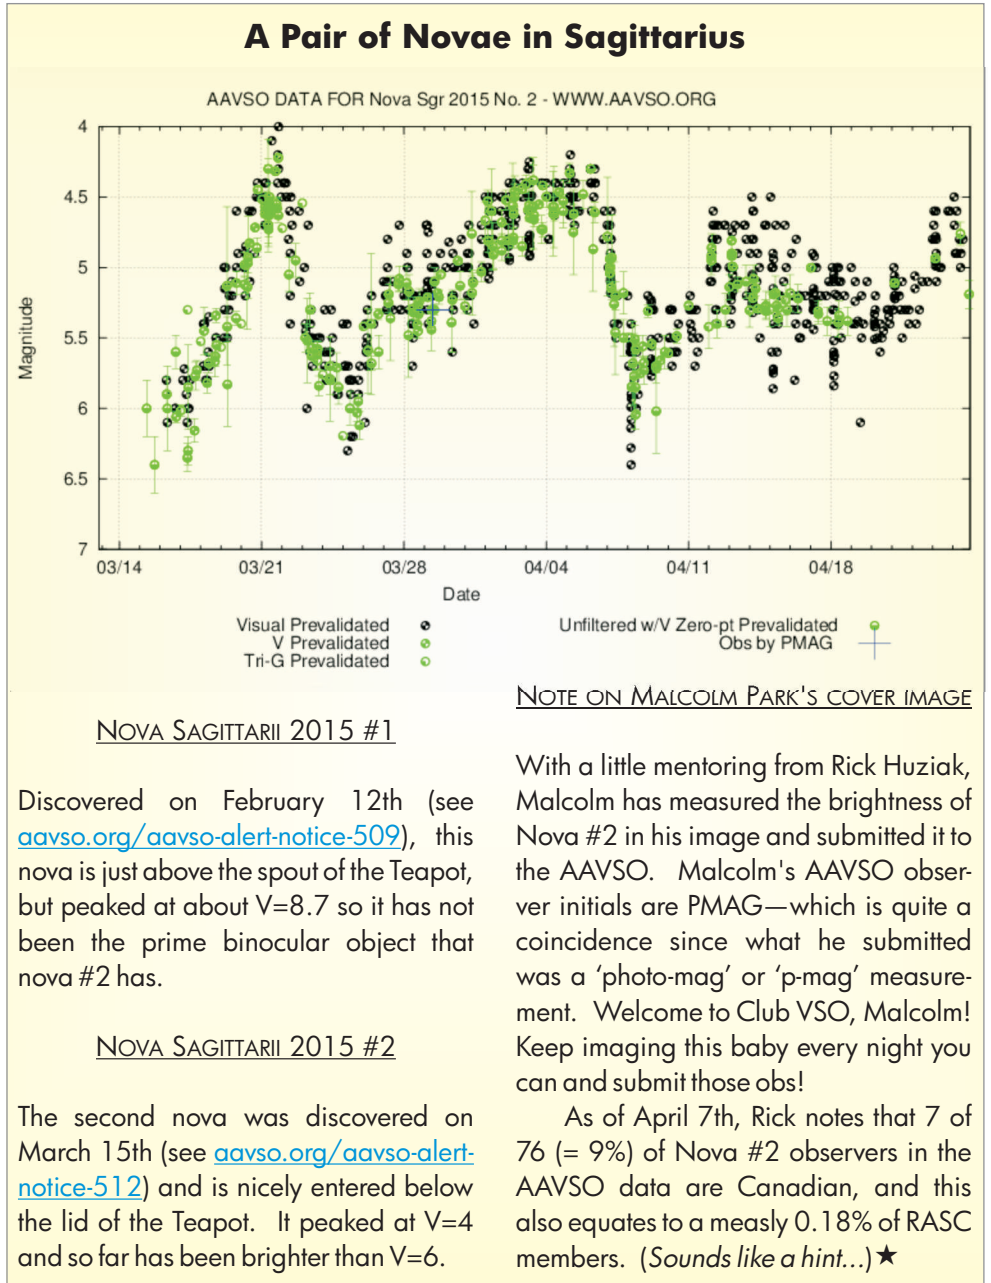 A Pair of Novae in Sagittarius
AAVSO DATA FOR Nova Sgr 2015 No. 2 - WWW.AAVSO.ORG
4
4.5
5
5.5
6
6.5
7
Magnitude
03/14 03/21 03/28 04/04 04/11 04/18
Date
Visual Prevalidated
V Prevalidated
Tri-G Prevalidated
Unfiltered w/V Zero-pt Prevalidated
Obs by PMAG
NOVA SAGITTARII 2015 #1
Discovered on February 12th (see
aavso.org/aavso-alert-notice-509), this
nova is just above the spout of the Teapot,
but peaked at about V=8.7 so it has not
been the prime binocular object that
nova #2 has.
NOVA SAGITTARII 2015 #2
The second nova was discovered on
March 15th (see aavso.org/aavso-alert-
notice-512) and is nicely entered below
the lid of the Teapot. It peaked at V=4
and so far has been brighter than V=6.
NOTE ON MALCOLM PARK'S COVER IMAGE
With a little mentoring from Rick Huziak,
Malcolm has measured the brightness of
Nova #2 in his image and submitted it to
the AAVSO. Malcolm's AAVSO obser-
ver initials are PMAG—which is quite a
coincidence since what he submitted
was a ‘photo-mag’ or ‘p-mag’ measure-
ment. Welcome to Club VSO, Malcolm!
Keep imaging this baby every night you
can and submit those obs!
As of April 7th, Rick notes that 7 of
76 (= 9%) of Nova #2 observers in the
AAVSO data are Canadian, and this
also equates to a measly 0.18% of RASC
members. (Sounds like a hint...)★